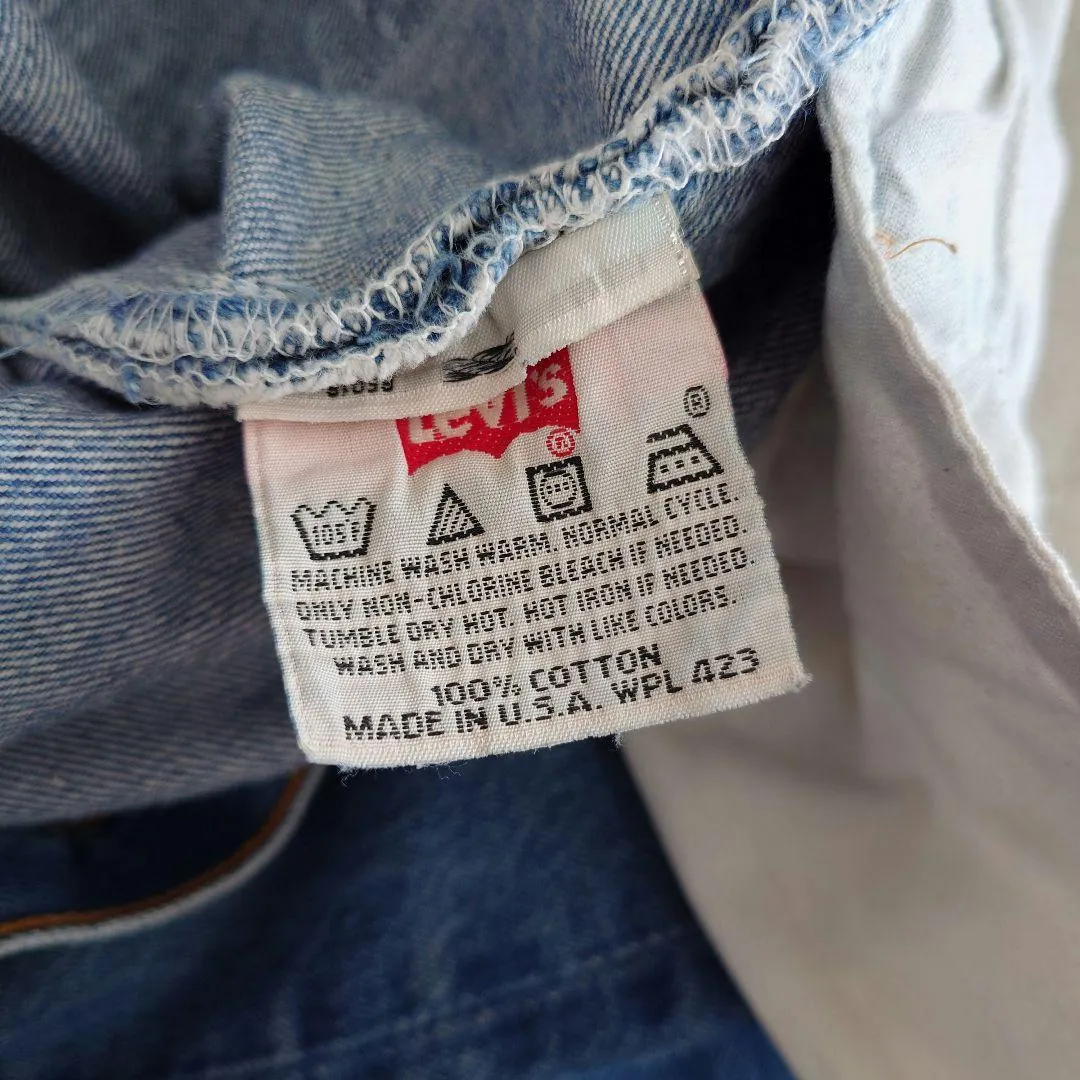 LEVI'S
®
®
105°
MACHINE WASH WARM. NORMAL CYCLE.
ONLY NON-CHLORINE BLEACH IF NEEDED.
TUMBLE DRY HOT. HOT IRON IF NEEDED.
WASH AND DRY WITH LIKE COLORS.
100% COTTON
MADE IN U.S.A. WPL 423